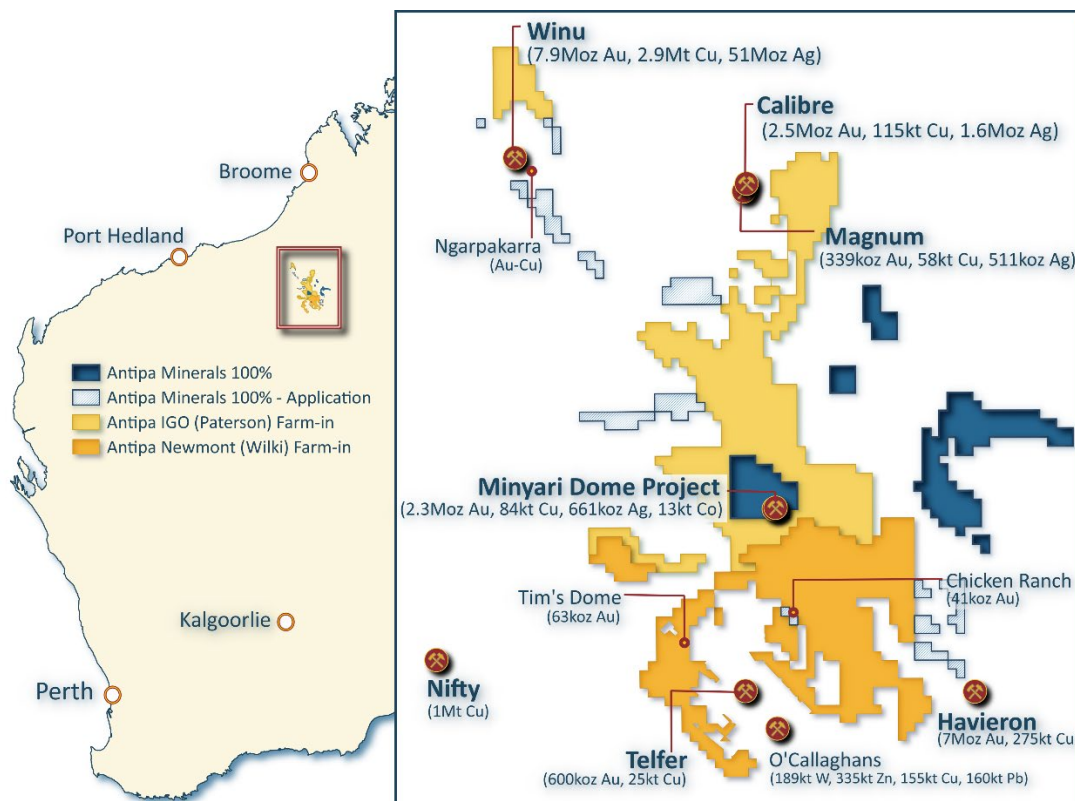 Broome
Port Hedland
Antipa Minerals 100%
Antipa Minerals 100% - Application
Antipa IGO (Paterson) Farm-in
Antipa Newmont (Wilki) Farm-in
Kalgoorlie
Perth
Winu
(7.9Moz Au, 2.9Mt Cu, 51Moz Ag)
Calibre
(2.5Moz Au, 115kt Cu, 1.6Moz Ag)
Ngarpakarra
(Au-Cu)
Magnum
(339koz Au, 58kt Cu, 511koz Ag)
Minyari Dome Project
(2.3Moz Au, 84kt Cu, 661koz Ag, 13kt Co)
Tim's Dome
(63koz Au)
Chicken Ranch
(41koz Au)
Nifty
(1Mt Cu)
Havieron
(7Moz Au, 275kt Cu)
Telfer
(600koz Au, 25kt Cu)
O'Callaghans
(189kt W, 335kt Zn, 155kt Cu, 160kt Pb)